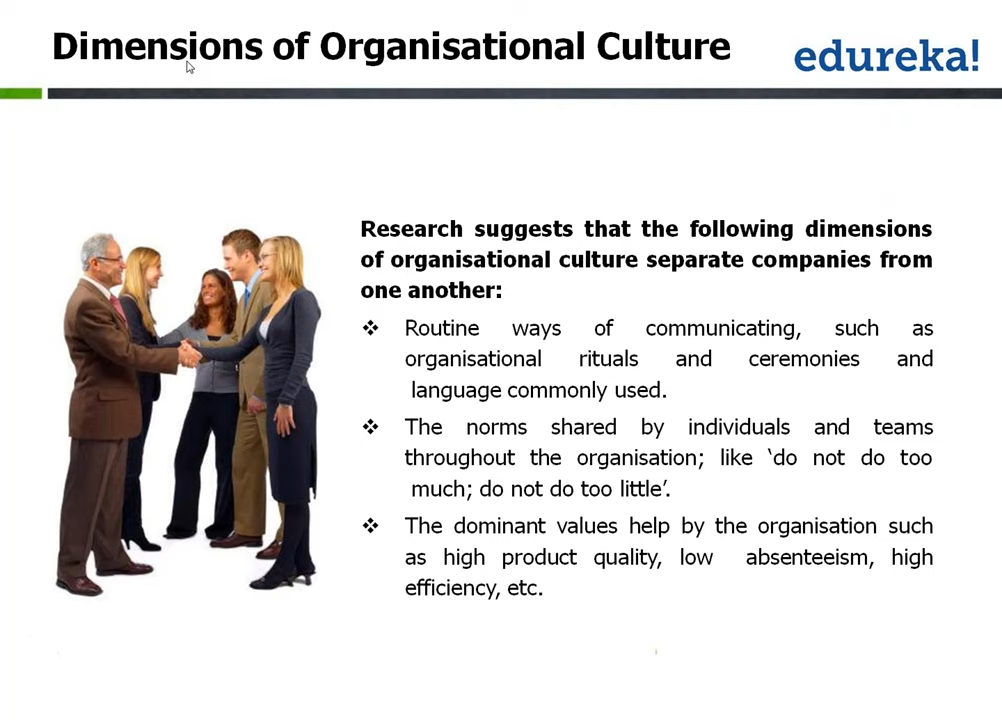 Dimensions of Organisational Culture
edureka!
Research suggests that the following dimensions
of organisational culture separate companies from
one another:
❖ Routine ways of communicating, such as
organisational rituals and ceremonies and
language commonly used.
❖ The norms shared by individuals and teams
throughout the organisation; like ‘do not do too
much; do not do too little’.
❖ The dominant values help by the organisation such
as high product quality, low absenteeism, high
efficiency, etc.